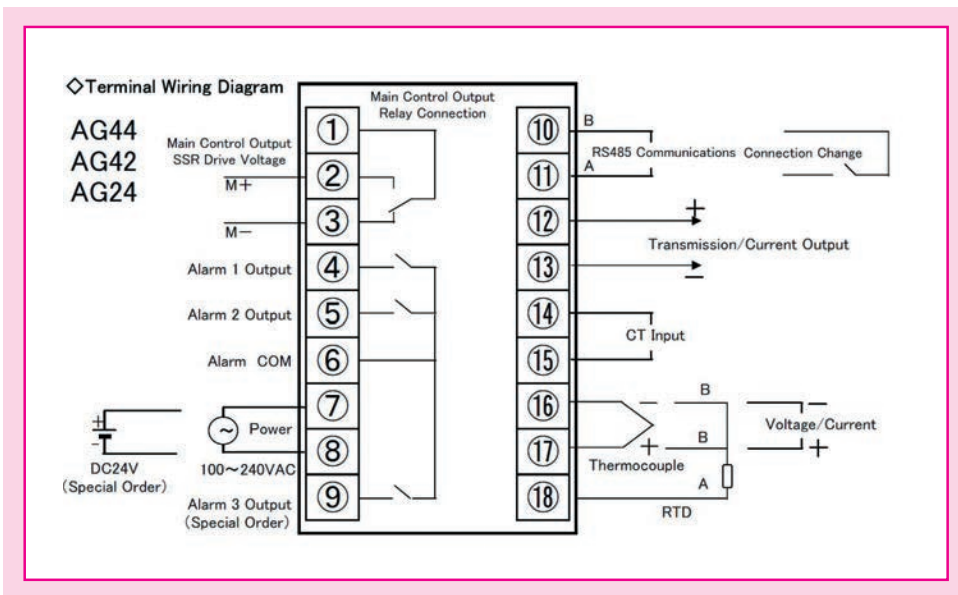 ◇Terminal Wiring Diagram
AG44
AG42
AG24
Main Control Output
SSR Drive Voltage
M+
M−
Alarm 1 Output
Alarm 2 Output
Alarm COM
+
-
DC24V
(Special Order)
~
Power
100~240VAC
Alarm 3 Output
(Special Order)
Main Control Output
Relay Connection
①
②
③
④
⑤
⑥
⑦
⑧
⑨
⑩
⑪
⑫
⑬
⑭
⑮
⑯
⑰
⑱
B
RS485 Communications Connection Change
A
+
Transmission/Current Output
−
CT Input
B
−
−
Voltage/Current
+
B
+
Thermocouple
A
RTD